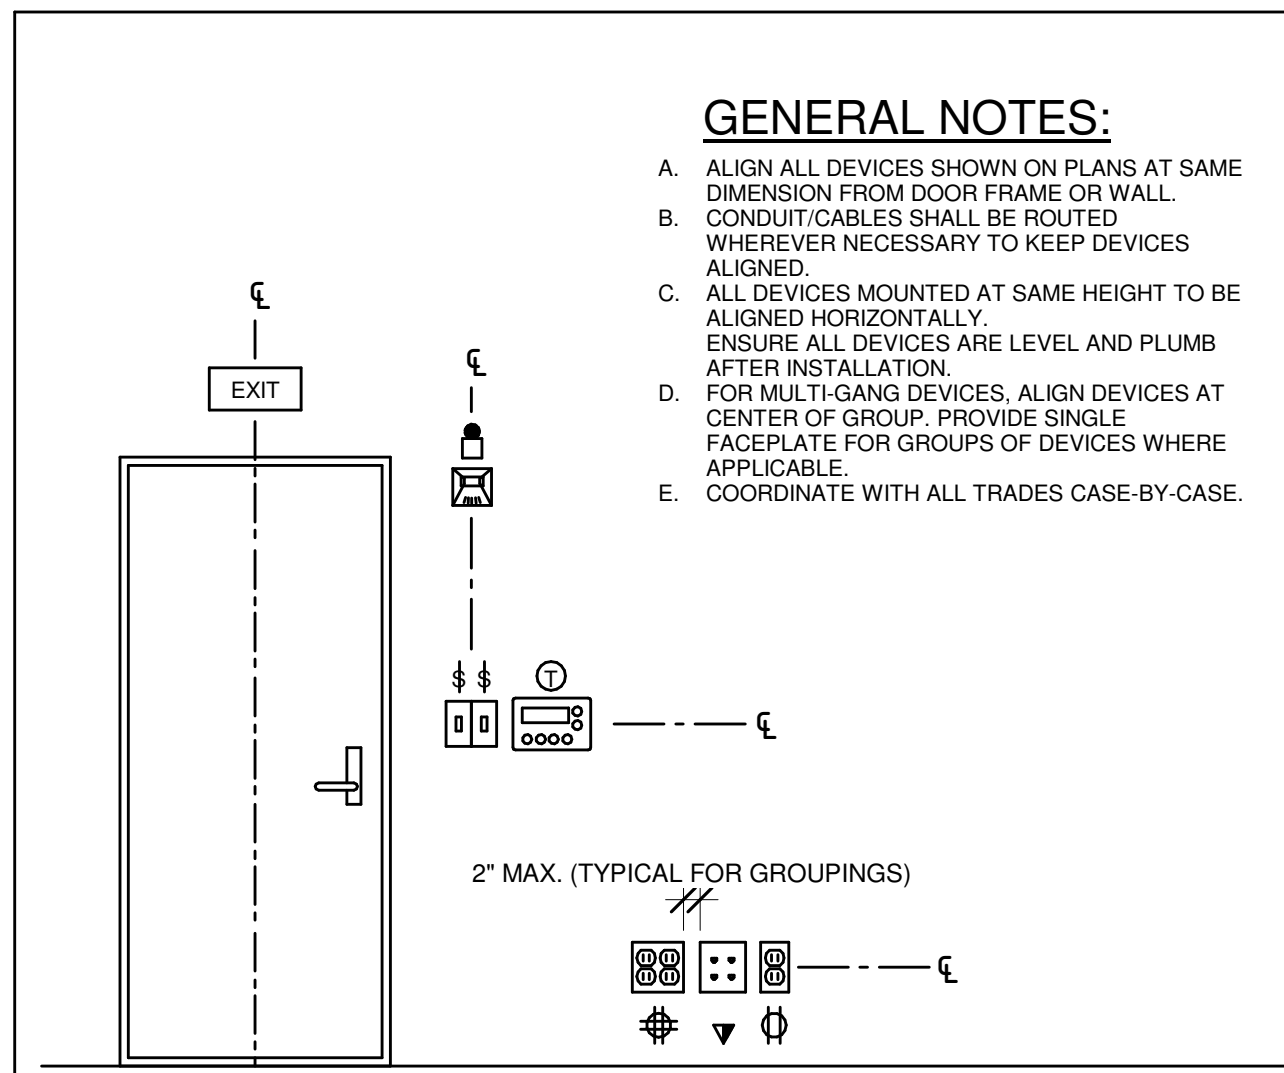 GENERAL NOTES:
A. ALIGN ALL DEVICES SHOWN ON PLANS AT SAME
DIMENSION FROM DOOR FRAME OR WALL.
B. CONDUIT/CABLES SHALL BE ROUTED
WHEREVER NECESSARY TO KEEP DEVICES
ALIGNED.
C. ALL DEVICES MOUNTED AT SAME HEIGHT TO BE
ALIGNED HORIZONTALLY.
ENSURE ALL DEVICES ARE LEVEL AND PLUMB
AFTER INSTALLATION.
D. FOR MULTI-GANG DEVICES, ALIGN DEVICES AT
CENTER OF GROUP. PROVIDE SINGLE
FACEPLATE FOR GROUPS OF DEVICES WHERE
APPLICABLE.
E. COORDINATE WITH ALL TRADES CASE-BY-CASE.
℄
EXIT
℄
$ $ T
℄
2" MAX. (TYPICAL FOR GROUPINGS)
℄